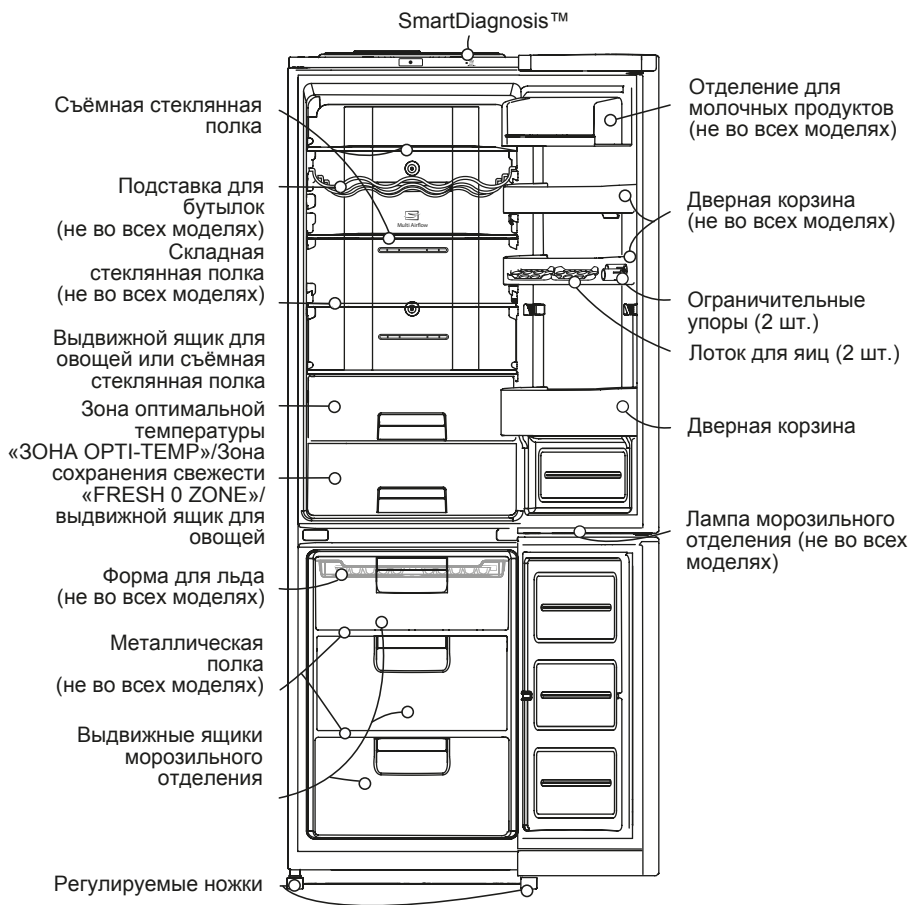 SmartDiagnosis™
Съёмная стеклянная
полка
Подставка для
бутылок
(не во всех моделях)
Складная
стеклянная полка
(не во всех моделях)
Выдвижной ящик для
овощей или съёмная
стеклянная полка
Зона оптимальной
температуры
«ЗОНА OPTI-TEMP»/Зона
сохранения свежести
«FRESH 0 ZONE»/
выдвижной ящик для
овощей
Форма для льда
(не во всех моделях)
Металлическая
полка
(не во всех моделях)
Выдвижные ящики
морозильного
отделения
Регулируемые ножки
Multi Airflow
Отделение для
молочных продуктов
(не во всех моделях)
Дверная корзина
(не во всех моделях)
Ограничительные
упоры (2 шт.)
Лоток для яиц (2 шт.)
Дверная корзина
Лампа морозильного
отделения (не во всех
моделях)